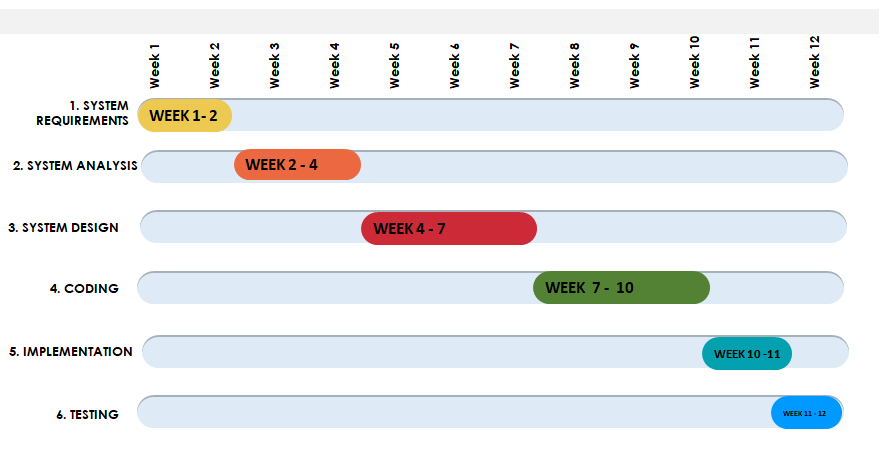 Week 1
Week 2
Week 3
Week 4
Week 5
Week 6
Week 7
Week 8
Week 9
Week 10
Week 11
Week 12
1. SYSTEM
REQUIREMENTS
WEEK 1- 2
2. SYSTEM ANALYSIS
WEEK 2 - 4
3. SYSTEM DESIGN
WEEK 4 - 7
4. CODING
WEEK 7 - 10
5. IMPLEMENTATION
WEEK 10 -11
6. TESTING
WEEK 11 - 12